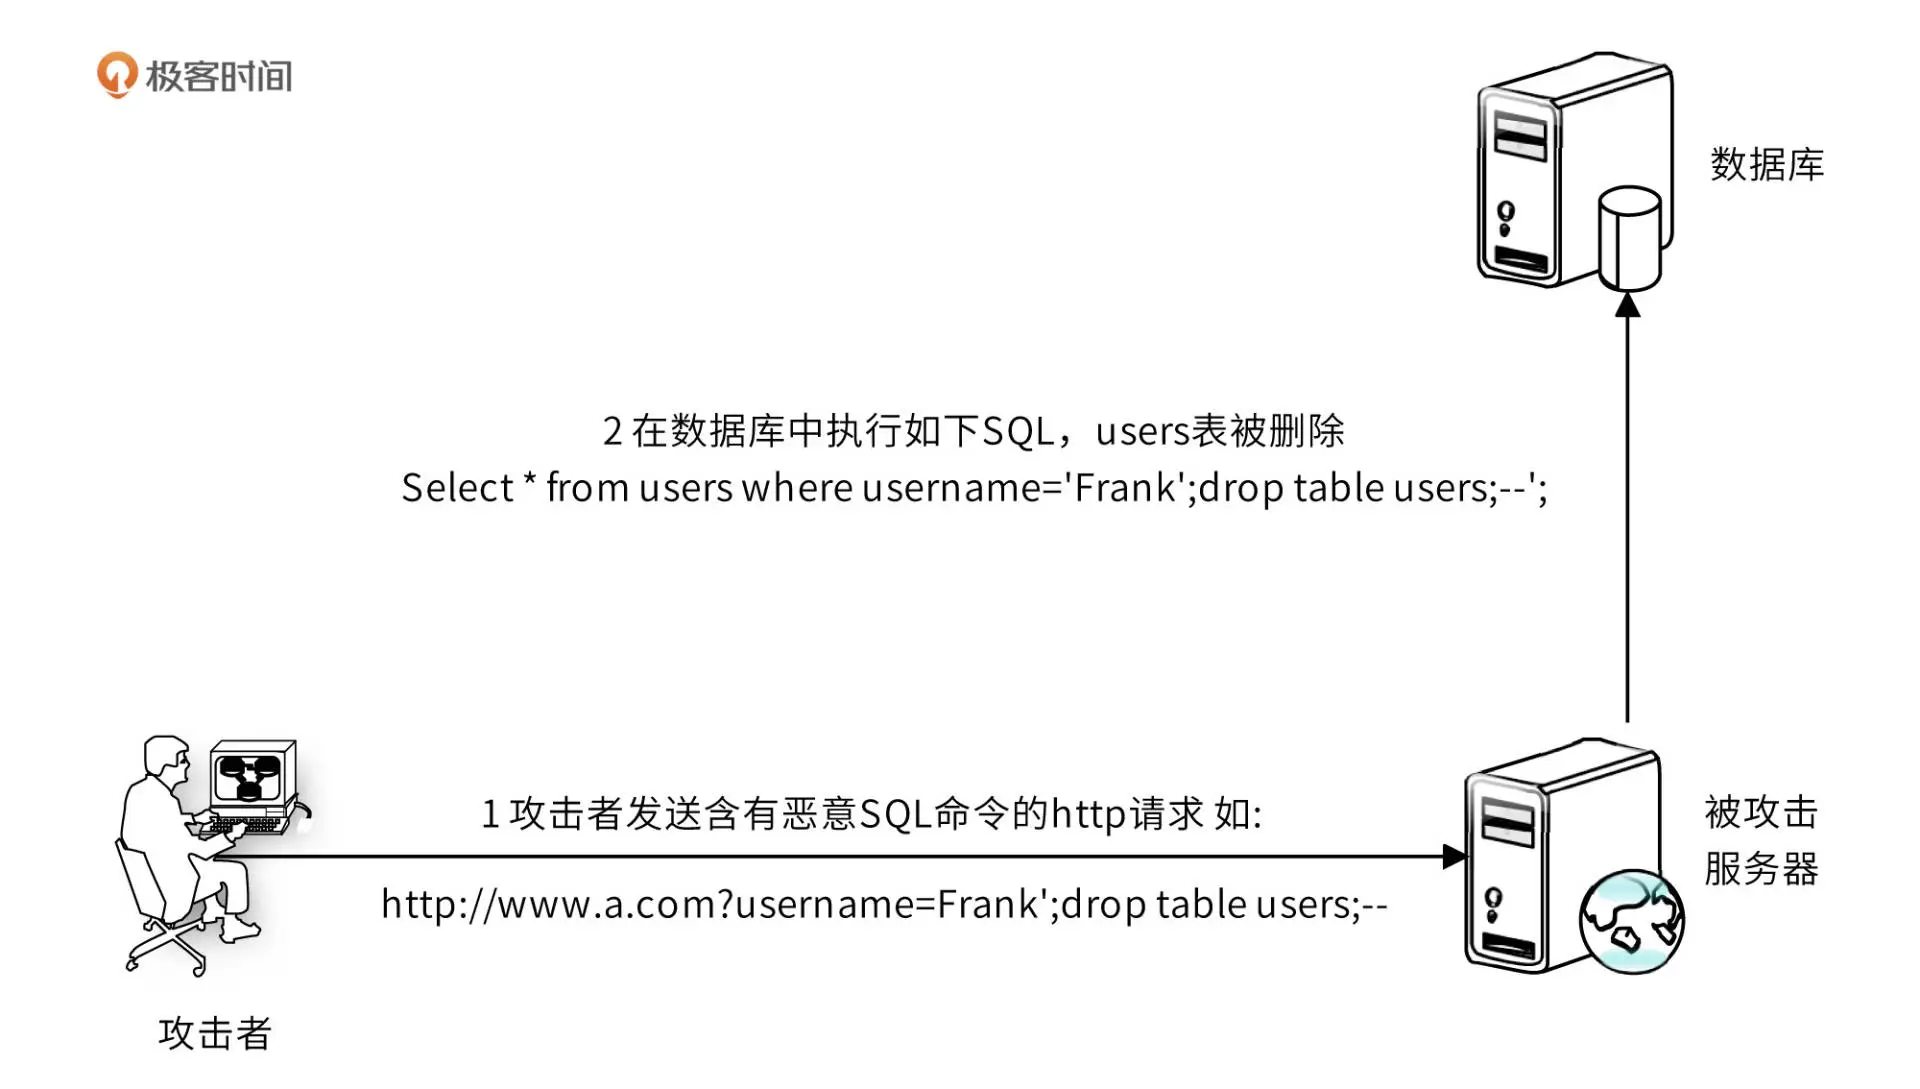 极客时间
数据库
2 在数据库中执行如下SQL，users表被删除
Select * from users where username='Frank';drop table users;--';
1 攻击者发送含有恶意SQL命令的http请求 如:
http://www.a.com?username=Frank';drop table users;--
被攻击
服务器
攻击者